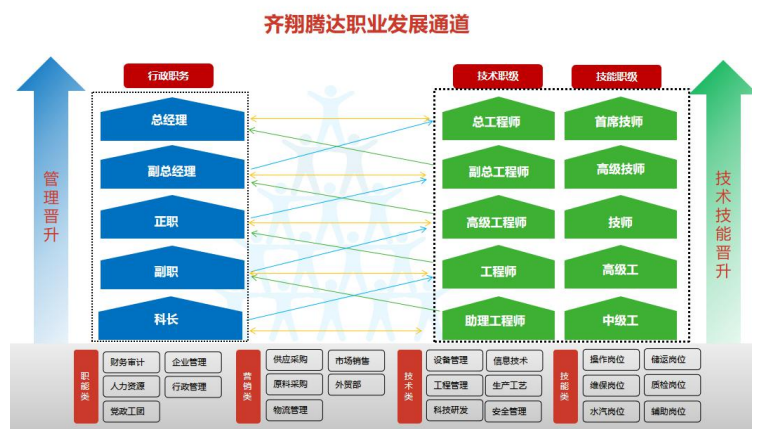 齐翔腾达职业发展通道
行政职务
技术职级
技能职级
总经理
总工程师
首席技师
副总经理
副总工程师
高级技师
正职
高级工程师
技师
副职
工程师
高级工
科长
助理工程师
中级工
管理晋升
技术技能晋升
职能类
财务审计
企业管理
人力资源
行政管理
党政工团
营销类
供应采购
市场销售
原料采购
外贸部
物流管理
技术类
设备管理
信息技术
工程管理
生产工艺
科技研发
安全管理
技能类
操作岗位
储运岗位
维保岗位
质检岗位
水汽岗位
辅助岗位